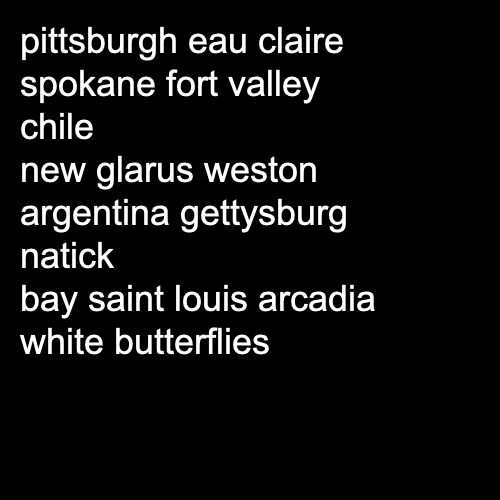 pittsburgh eau claire
spokane fort valley
chile
new glarus weston
argentina gettysburg
natick
bay saint louis arcadia
white butterflies